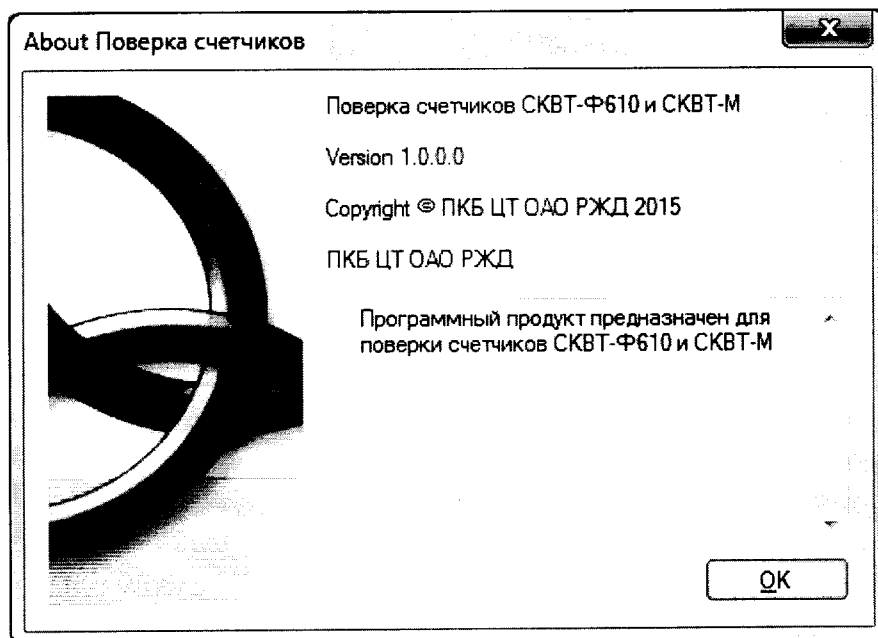 About Поверка счетчиков
Поверка счетчиков СКВТ-Ф610 и СКВТ-М
Version 1.0.0.0
Copyright © ПКБ ЦТ ОАО РЖД 2015
ПКБ ЦТ ОАО РЖД
Программный продукт предназначен для
поверки счетчиков СКВТ-Ф610 и СКВТ-М
OK